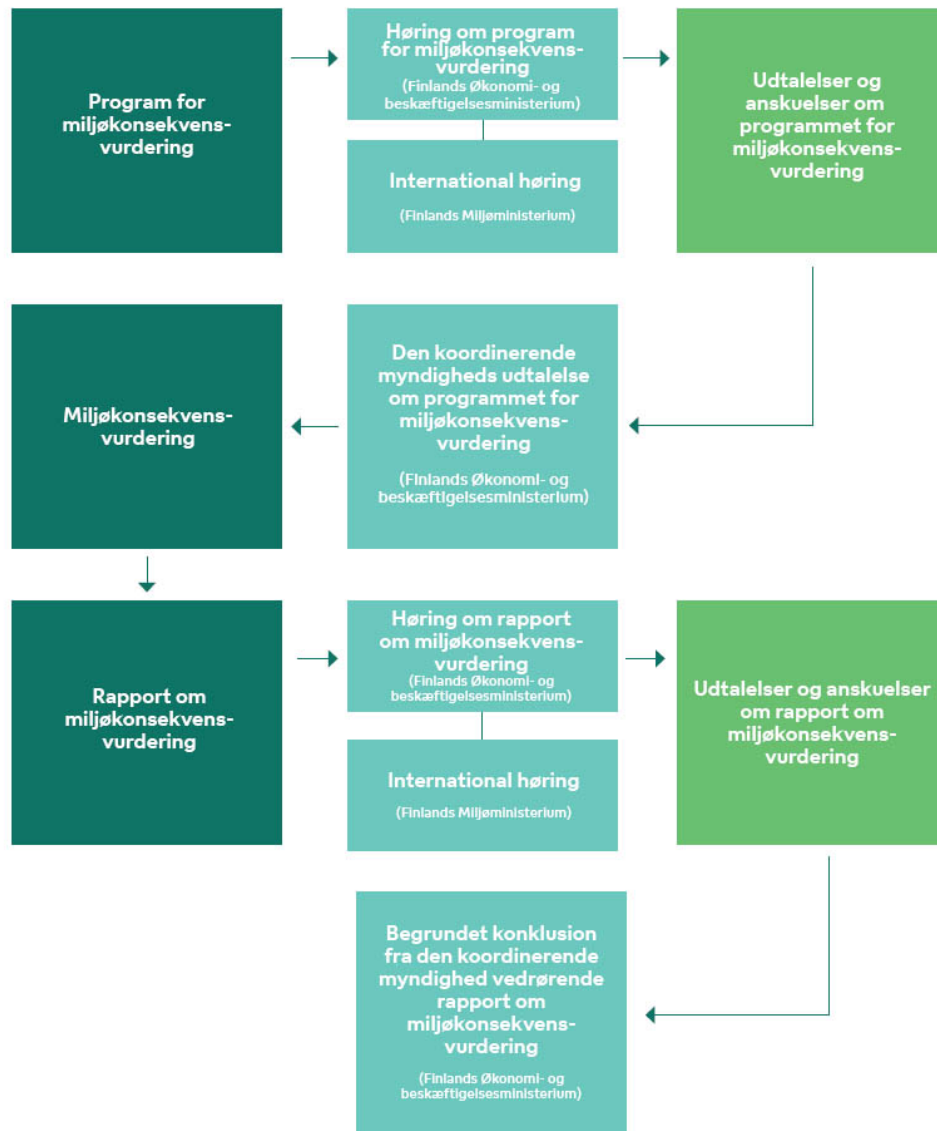 Program for
miljøkonsekvens-
vurdering
Høring om program
for miljøkonsekvens-
vurdering
(Finlands Økonomi- og
beskæftigelsesministerium)
International høring
(Finlands Miljøministerium)
Udtalelser og
anskuelser om
programmet for
miljøkonsekvens-
vurdering
Den koordinerende
myndigheds udtalelse
om programmet for
miljøkonsekvens-
vurdering
(Finlands Økonomi- og
beskæftigelsesministerium)
Miljøkonsekvens-
vurdering
Rapport om
miljøkonsekvens-
vurdering
Høring om rapport
om miljøkonsekvens-
vurdering
(Finlands Økonomi- og
beskæftigelsesministerium)
International høring
(Finlands Miljøministerium)
Udtalelser og anskuelser
om rapport om
miljøkonsekvens-
vurdering
Begrundet konklusion
fra den koordinerende
myndighed vedrørende
rapport om
miljøkonsekvens-
vurdering
(Finlands Økonomi- og
beskæftigelsesministerium)